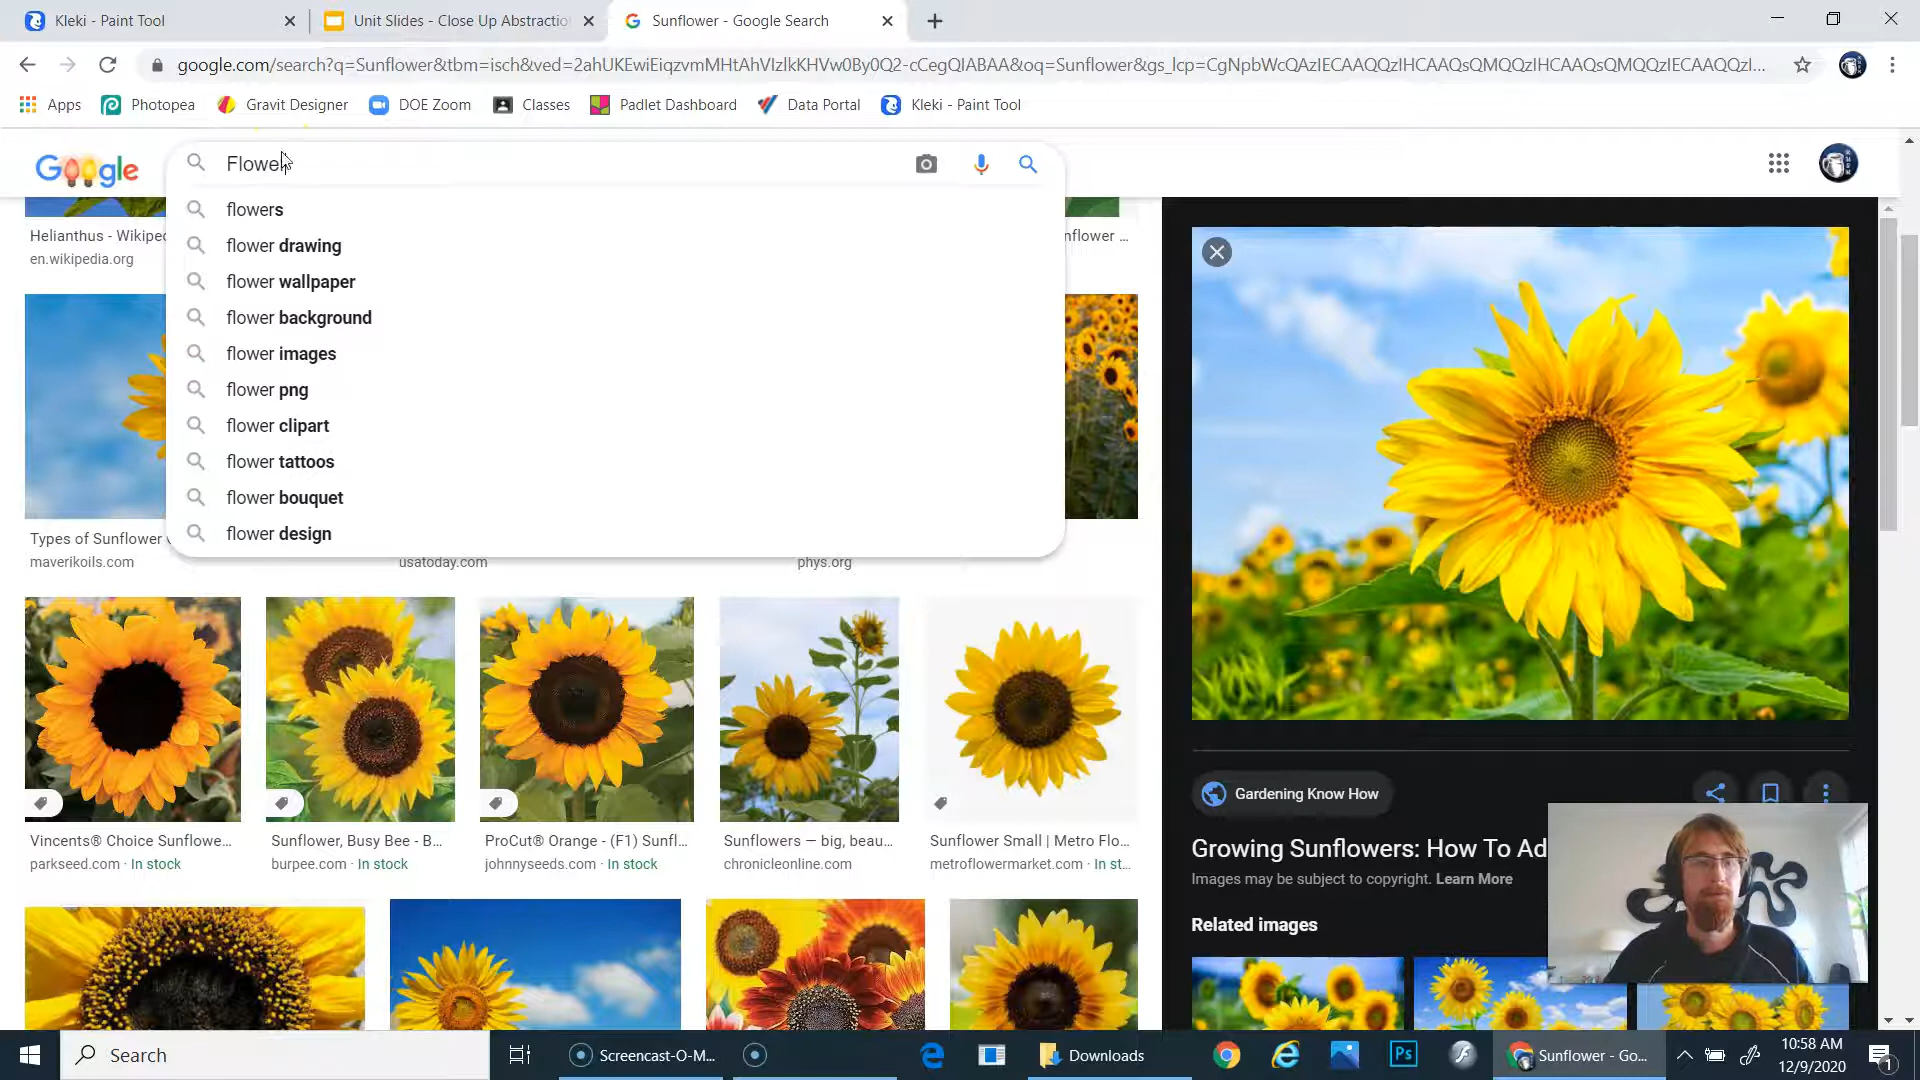 Kleki - Paint Tool
Unit Slides - Close Up Abstractio
Sunflower - Google Search
google.com/search?q=Sunflower&tbm=isch&ved=2ahUKEwiEiqzvmMHtAhVIzlkKHVw0By0Q2-cCegQIABAA&oq=Sunflower&gs_lcp=CgNpbWcQAzIECAAQQzIHCAAQsQMQQzIHCAAQsQMQQzIECAAQQzI...
Apps Photopea Gravit Designer DOE Zoom Classes Padlet Dashboard Data Portal Kleki - Paint Tool
Google
Flower
flowers
flower drawing
flower wallpaper
flower background
flower images
flower png
flower clipart
flower tattoos
flower bouquet
flower design
Helianthus - Wikiped
en.wikipedia.org
nflower ...
Types of Sunflower
maverikoils.com
usatoday.com
phys.org
Vincents® Choice Sunflowe...
parkseed.com · In stock
Sunflower, Busy Bee - B...
burpee.com · In stock
ProCut® Orange - (F1) Sunfl...
johnnyseeds.com · In stock
Sunflowers — big, beau...
chronicleonline.com
Sunflower Small | Metro Flo...
metroflowermarket.com · In st...
Gardening Know How
Growing Sunflowers: How To Ad
Images may be subject to copyright. Learn More
Related images
Search
Screencast-O-M...
Downloads
Ps
Sunflower - Go...
10:58 AM
12/9/2020
1